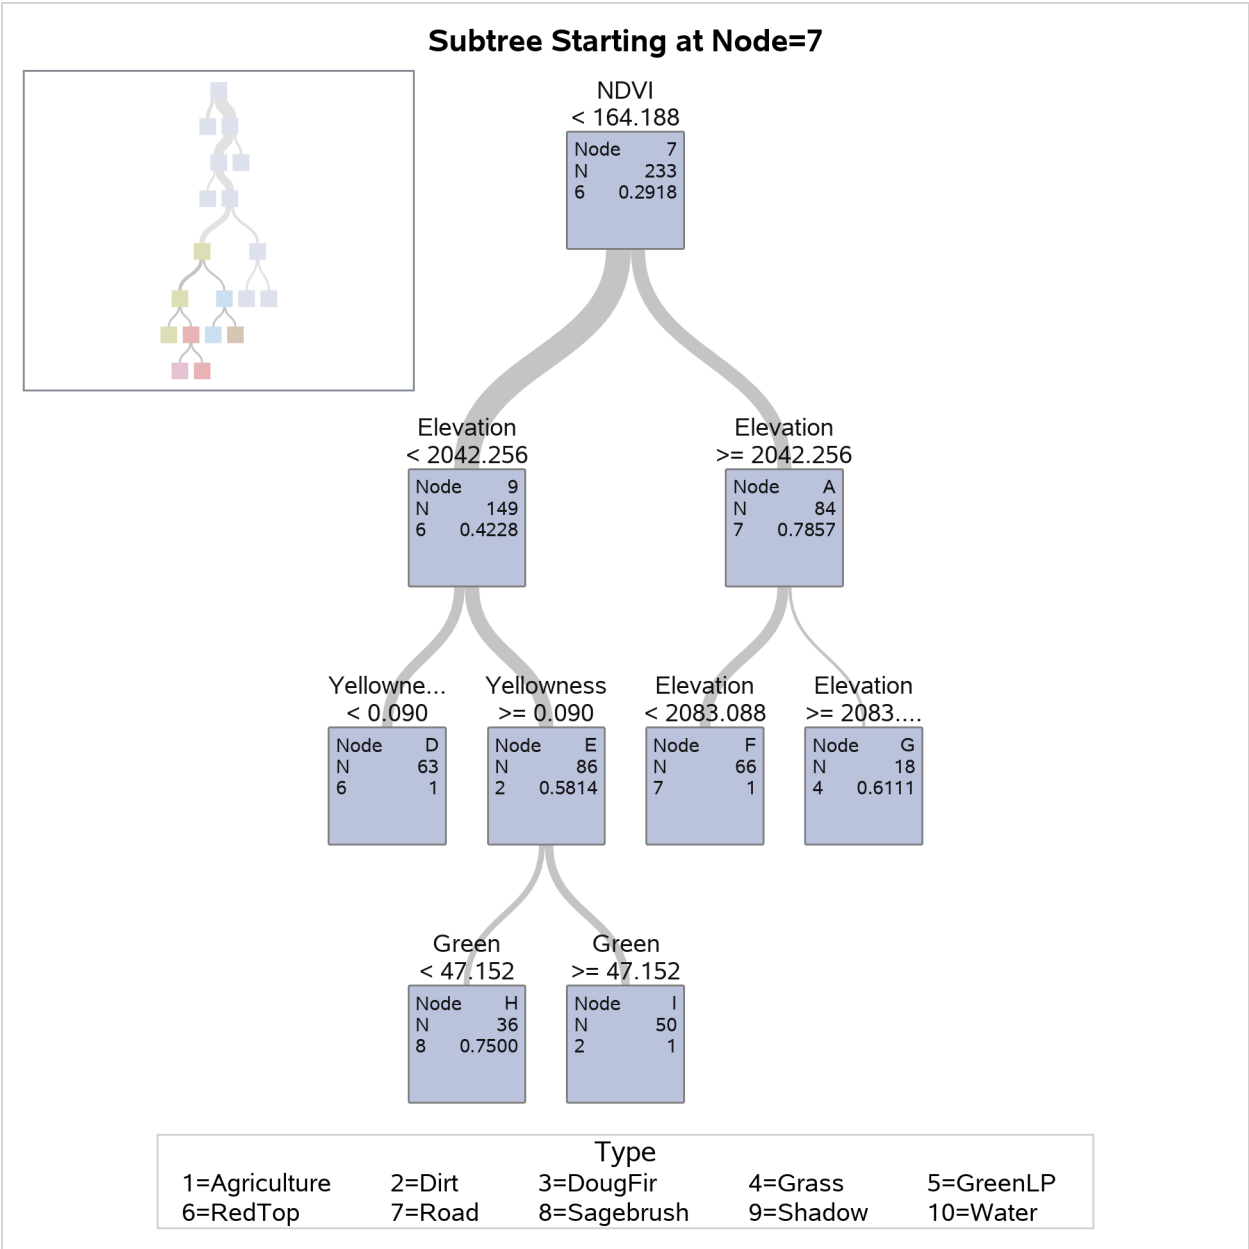 Subtree Starting at Node=7
NDVI
< 164.188
Node 7
N 233
6 0.2918
Elevation
< 2042.256
Node 9
N 149
6 0.4228
Elevation
>= 2042.256
Node A
N 84
7 0.7857
Yellowne...
< 0.090
Node D
N 63
6 1
Yellowness
>= 0.090
Node E
N 86
2 0.5814
Elevation
< 2083.088
Node F
N 66
7 1
Elevation
>= 2083....
Node G
N 18
4 0.6111
Green
< 47.152
Node H
N 36
8 0.7500
Green
>= 47.152
Node I
N 50
2 1
Type
1=Agriculture 2=Dirt 3=DougFir 4=Grass 5=GreenLP
6=RedTop 7=Road 8=Sagebrush 9=Shadow 10=Water